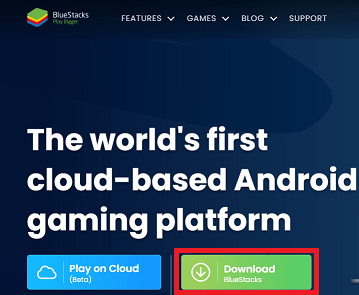 BlueStacks
Play Bigger
FEATURES GAMES BLOG SUPPORT
The world's first
cloud-based Android
gaming platform
Play on Cloud
(Beta)
Download
BlueStacks